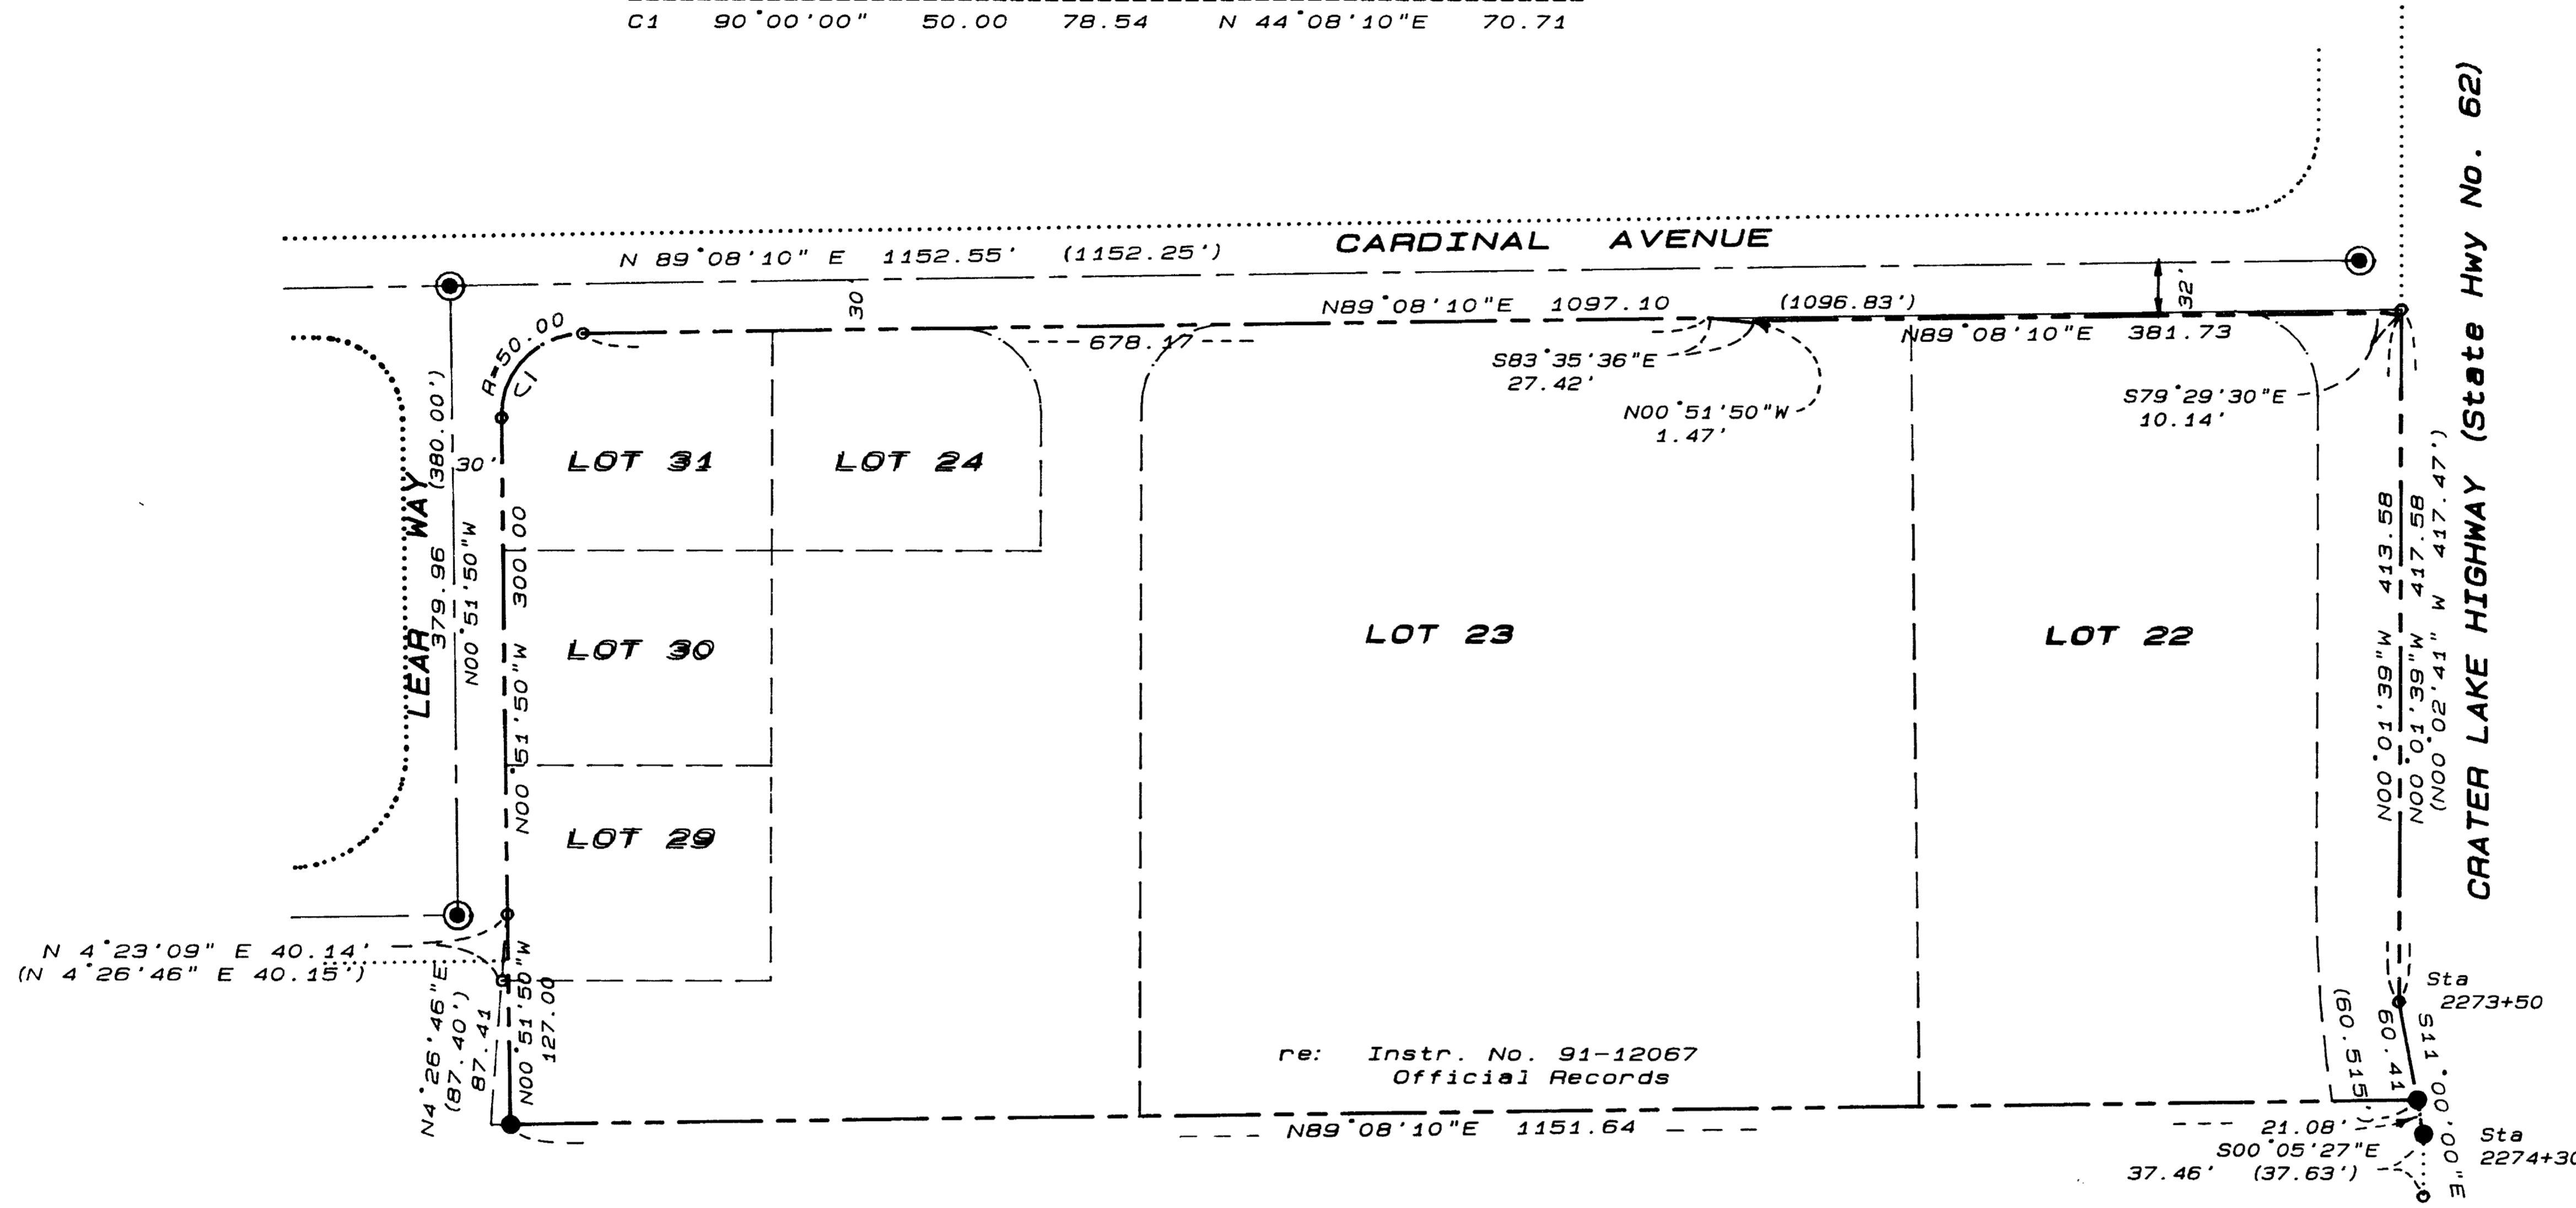 C1 90°00'00" 50.00 78.54 N 44°08'10"E 70.71
CARDINAL AVENUE
N 89°08'10" E 1152.55' (1152.25')
30'
32'
N89°08'10"E 1097.10 (1096.83')
N89°08'10"E 381.73
678.17
R=50.00
C1
S83°35'36"E
27.42'
N00°51'50"W
1.47'
S79°29'30"E
10.14'
LEAR WAY
379.96 (380.00')
N00°51'50"W
30'
N00°51'50"W 300.00
LOT 31
LOT 24
LOT 30
LOT 23
LOT 22
LOT 29
N00°01'39"W 413.58
N00°01'39"W 417.58
(N00°02'41" W 417.47')
CRATER LAKE HIGHWAY (State Hwy No. 62)
N 4°23'09" E 40.14'
(N 4°26'46" E 40.15')
N4°26'46"E
(87.40')
87.41
N00°51'50"W
127.00
re: Instr. No. 91-12067
Official Records
N89°08'10"E 1151.64
Sta
2273+50
(60.515')
60.41
S11°00'00"E
21.08'
S00°05'27"E
37.46' (37.63')
Sta
2274+30